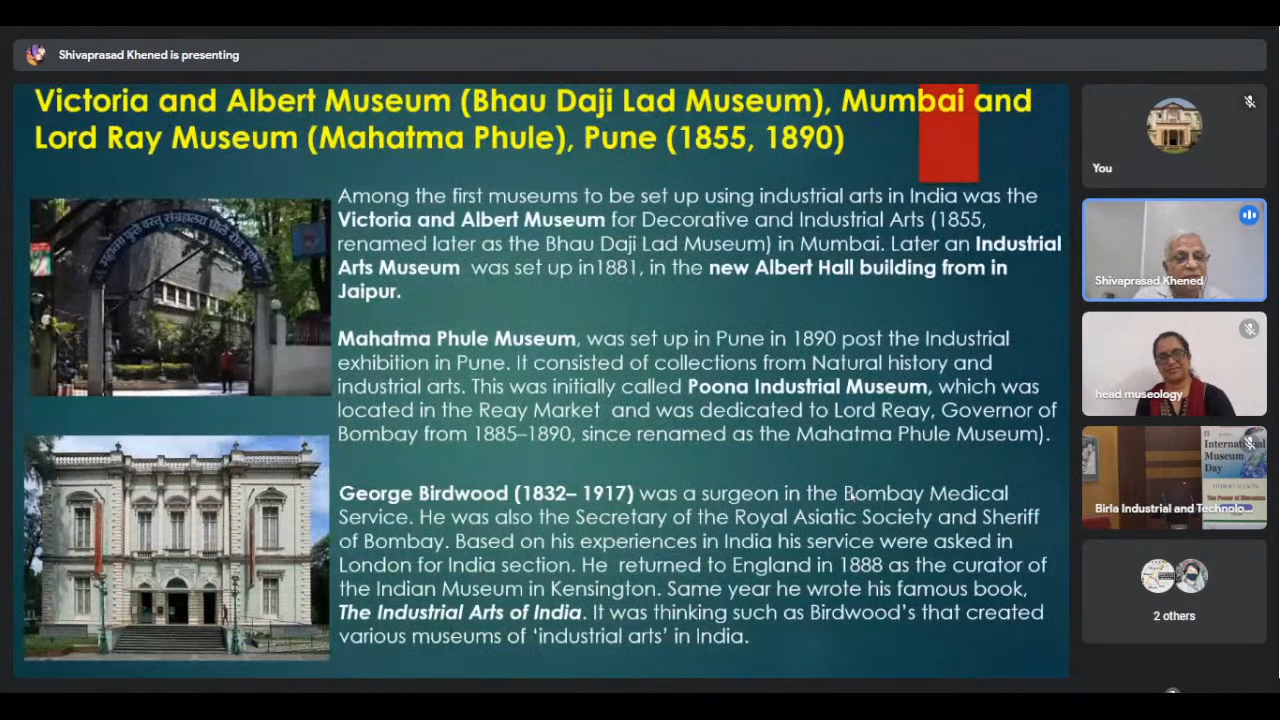 Shivaprasad Khened is presenting
Victoria and Albert Museum (Bhau Daji Lad Museum), Mumbai and
Lord Ray Museum (Mahatma Phule), Pune (1855, 1890)
Among the first museums to be set up using industrial arts in India was the
Victoria and Albert Museum for Decorative and Industrial Arts (1855,
renamed later as the Bhau Daji Lad Museum) in Mumbai. Later an Industrial
Arts Museum was set up in1881, in the new Albert Hall building from in
Jaipur.
Mahatma Phule Museum, was set up in Pune in 1890 post the Industrial
exhibition in Pune. It consisted of collections from Natural history and
industrial arts. This was initially called Poona Industrial Museum, which was
located in the Reay Market and was dedicated to Lord Reay, Governor of
Bombay from 1885–1890, since renamed as the Mahatma Phule Museum).
George Birdwood (1832– 1917) was a surgeon in the Bombay Medical
Service. He was also the Secretary of the Royal Asiatic Society and Sheriff
of Bombay. Based on his experiences in India his service were asked in
London for India section. He returned to England in 1888 as the curator of
the Indian Museum in Kensington. Same year he wrote his famous book,
The Industrial Arts of India. It was thinking such as Birdwood's that created
various museums of 'industrial arts' in India.
You
Shivaprasad Khened
head museology
International
Museum
Day
The Power of Museums
Birla Industrial and Technolo...
2 others